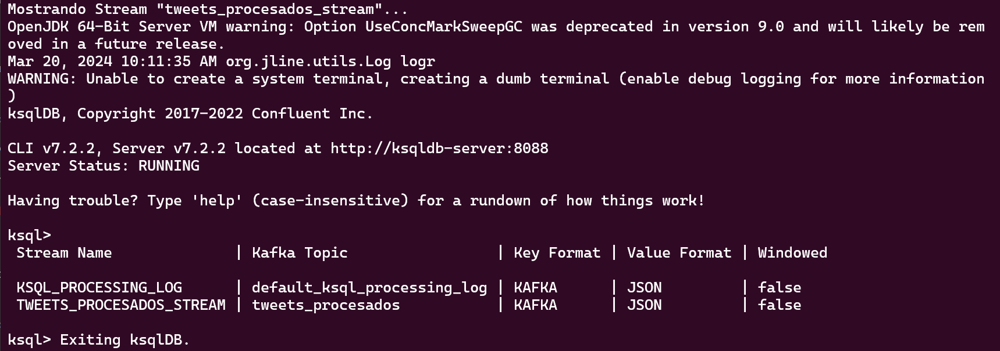 Mostrando Stream "tweets_procesados_stream"...
OpenJDK 64-Bit Server VM warning: Option UseConcMarkSweepGC was deprecated in version 9.0 and will likely be rem
oved in a future release.
Mar 20, 2024 10:11:35 AM org.jline.utils.Log logr
WARNING: Unable to create a system terminal, creating a dumb terminal (enable debug logging for more information
)
ksqlDB, Copyright 2017-2022 Confluent Inc.
CLI v7.2.2, Server v7.2.2 located at http://ksqldb-server:8088
Server Status: RUNNING
Having trouble? Type 'help' (case-insensitive) for a rundown of how things work!
ksql>
Stream Name | Kafka Topic | Key Format | Value Format | Windowed
KSQL_PROCESSING_LOG | default_ksql_processing_log | KAFKA | JSON | false
TWEETS_PROCESADOS_STREAM | tweets_procesados | KAFKA | JSON | false
ksql> Exiting ksqlDB.